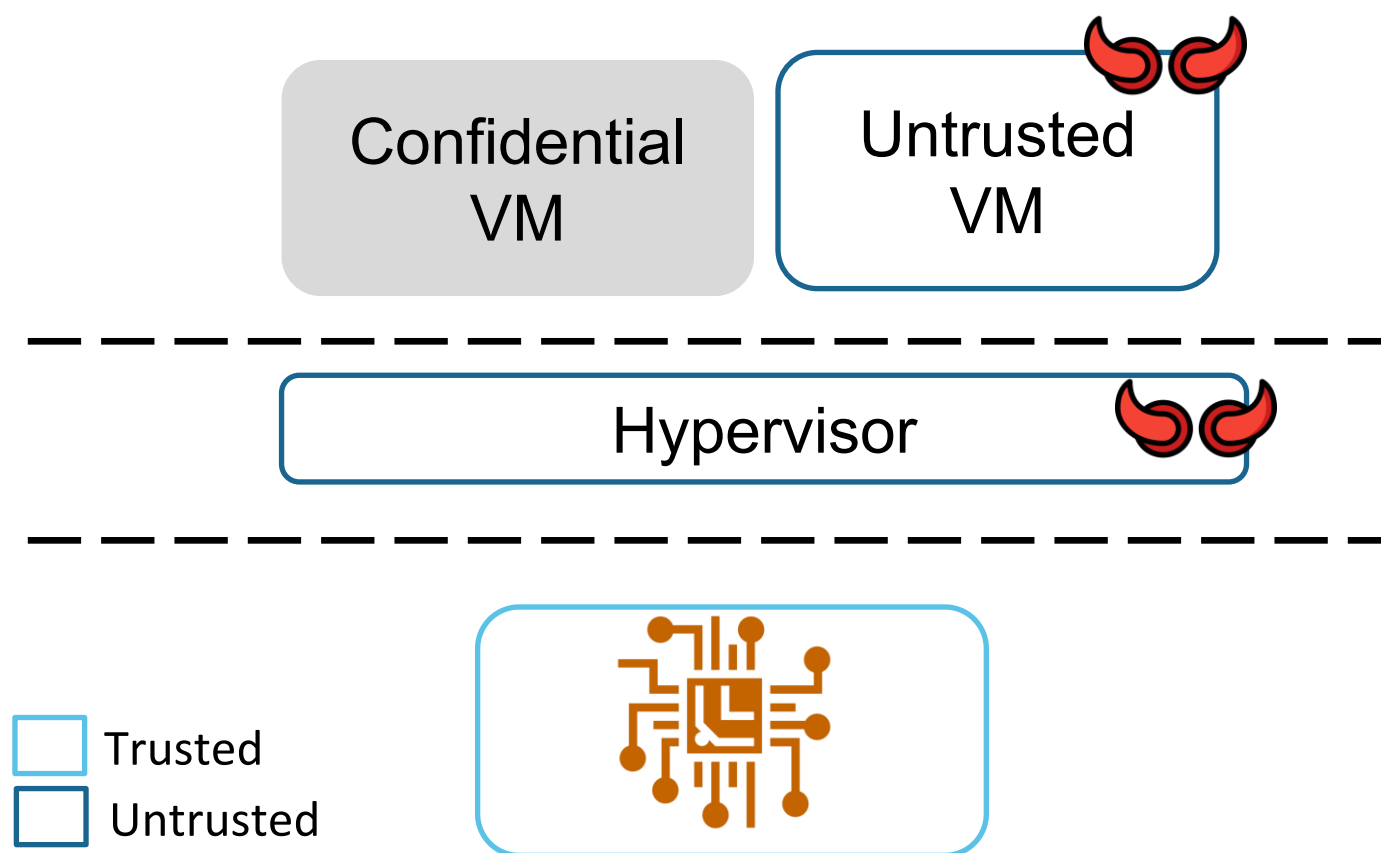 Confidential
VM
Untrusted
VM
Hypervisor
Trusted
Untrusted